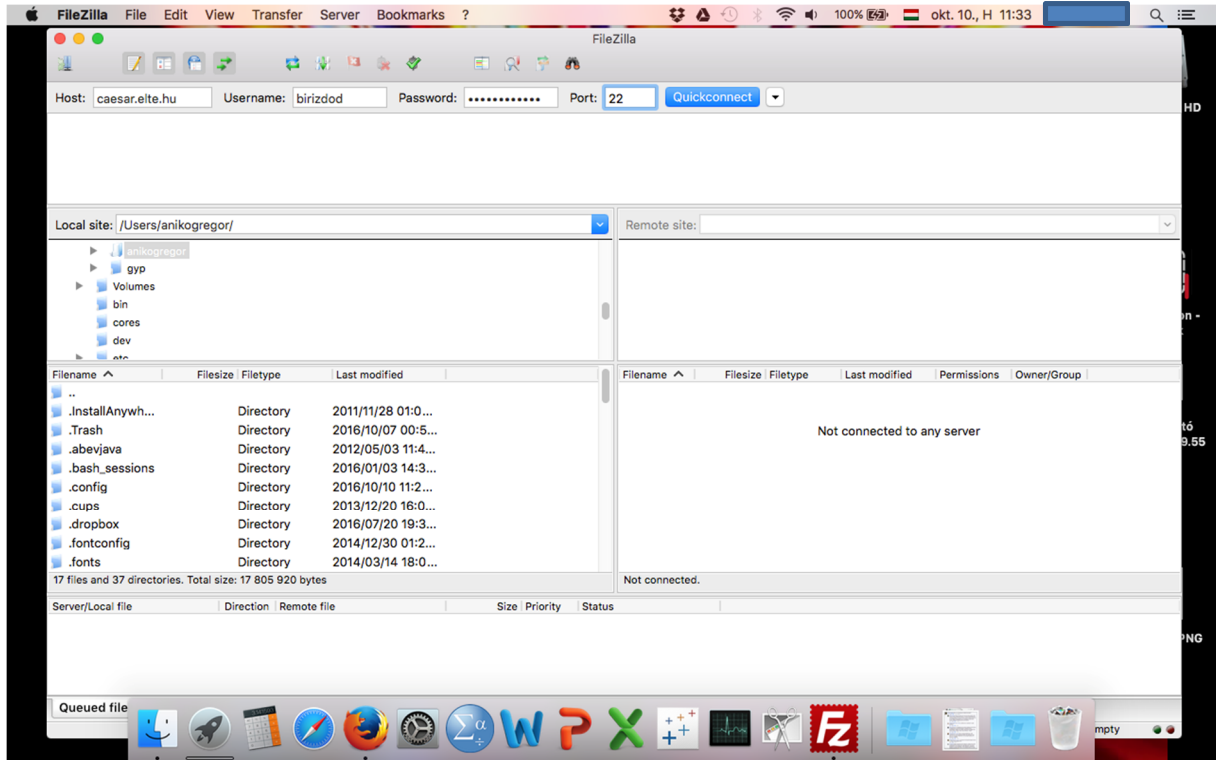 FileZilla File Edit View Transfer Server Bookmarks ? 100% okt. 10., H 11:33
FileZilla
Host: caesar.elte.hu Username: birizdod Password: •••••••••••• Port: 22 Quickconnect
HD
Local site: /Users/anikogregor/ Remote site:
anikogregor
gyp
Volumes
bin
cores
dev
etc
Filename Filesize Filetype Last modified Filename Filesize Filetype Last modified Permissions Owner/Group
..
.InstallAnywh... Directory 2011/11/28 01:0...
.Trash Directory 2016/10/07 00:5...
.abevjava Directory 2012/05/03 11:4...
.bash_sessions Directory 2016/01/03 14:3...
.config Directory 2016/10/10 11:2...
.cups Directory 2013/12/20 16:0...
.dropbox Directory 2016/07/20 19:3...
.fontconfig Directory 2014/12/30 01:2...
.fonts Directory 2014/03/14 18:0...
Not connected to any server
on -
tó
9.55
17 files and 37 directories. Total size: 17 805 920 bytes Not connected.
Server/Local file Direction Remote file Size Priority Status
PNG
Queued file
mpty